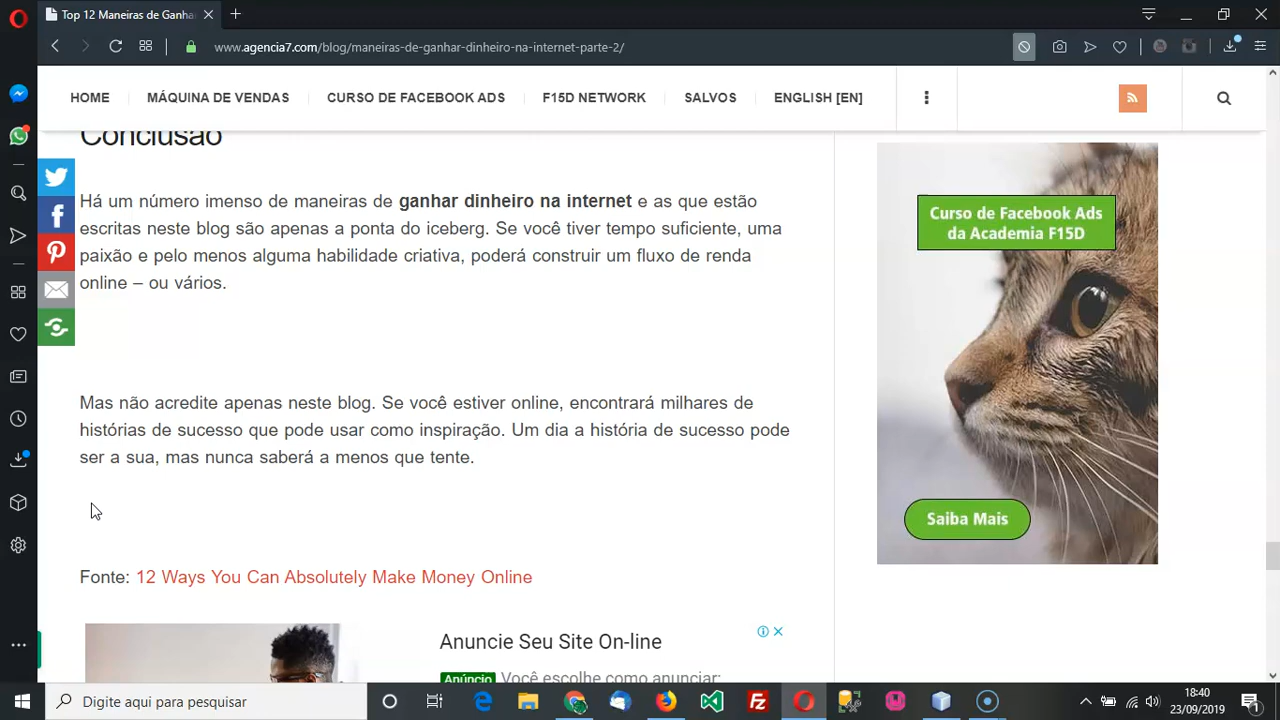 Top 12 Maneiras de Ganha
www.agencia7.com/blog/maneiras-de-ganhar-dinheiro-na-internet-parte-2/
HOME
MÁQUINA DE VENDAS
CURSO DE FACEBOOK ADS
F15D NETWORK
SALVOS
ENGLISH [EN]
Conclusão
Há um número imenso de maneiras de ganhar dinheiro na internet e as que estão
escritas neste blog são apenas a ponta do iceberg. Se você tiver tempo suficiente, uma
paixão e pelo menos alguma habilidade criativa, poderá construir um fluxo de renda
online – ou vários.
Mas não acredite apenas neste blog. Se você estiver online, encontrará milhares de
histórias de sucesso que pode usar como inspiração. Um dia a história de sucesso pode
ser a sua, mas nunca saberá a menos que tente.
Fonte: 12 Ways You Can Absolutely Make Money Online
Anuncie Seu Site On-line
Anúncio Você escolhe como anunciar:
Curso de Facebook Ads
da Academia F15D
Saiba Mais
Digite aqui para pesquisar
18:40
23/09/2019